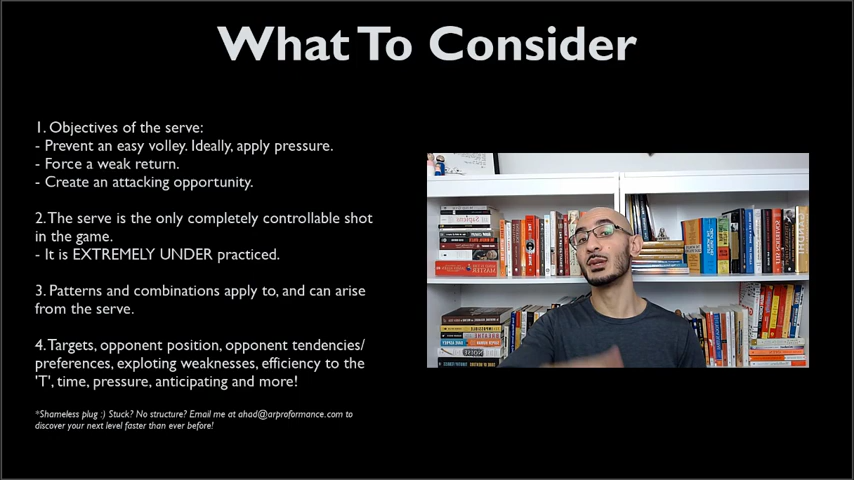 What To Consider
1. Objectives of the serve:
- Prevent an easy volley. Ideally, apply pressure.
- Force a weak return.
- Create an attacking opportunity.
2. The serve is the only completely controllable shot
in the game.
- It is EXTREMELY UNDER practiced.
3. Patterns and combinations apply to, and can arise
from the serve.
4. Targets, opponent position, opponent tendencies/
preferences, exploting weaknesses, efficiency to the
'T', time, pressure, anticipating and more!
*Shameless plug :) Stuck? No structure? Email me at ahad@arproformance.com to
discover your next level faster than ever before!